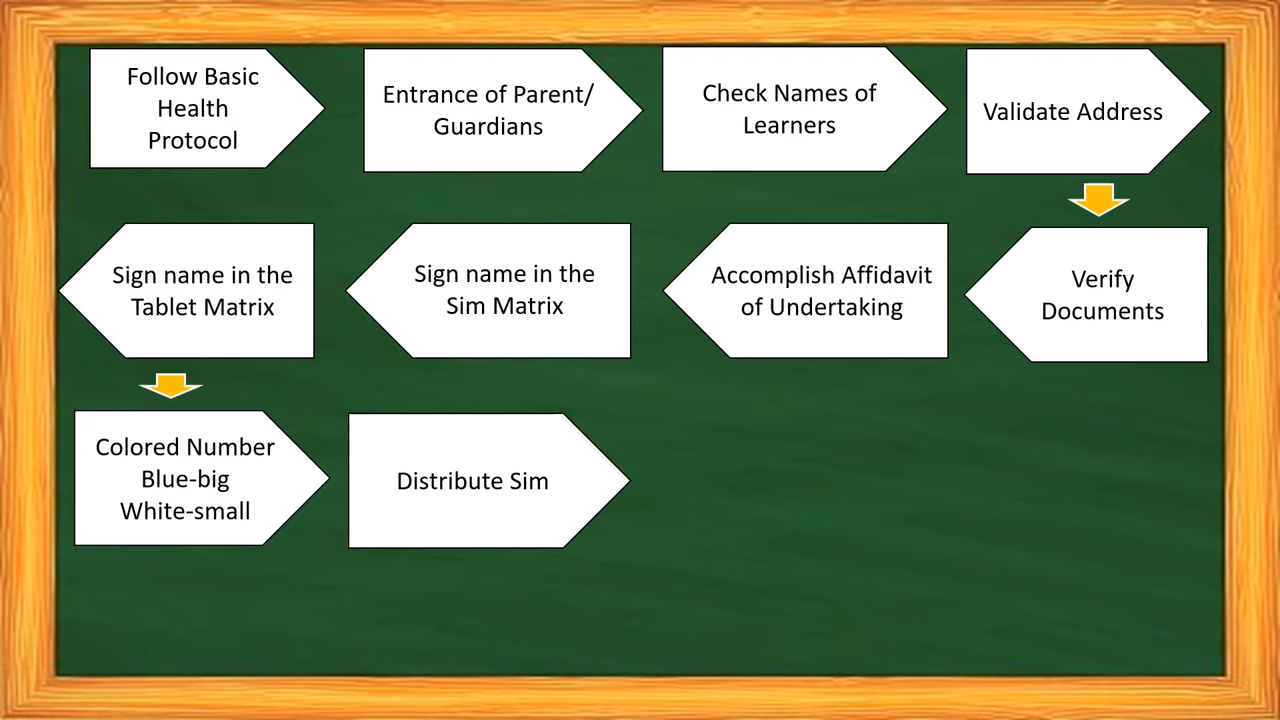 Follow Basic
Health
Protocol
Entrance of Parent/
Guardians
Check Names of
Learners
Validate Address
Verify
Documents
Accomplish Affidavit
of Undertaking
Sign name in the
Sim Matrix
Sign name in the
Tablet Matrix
Colored Number
Blue-big
White-small
Distribute Sim